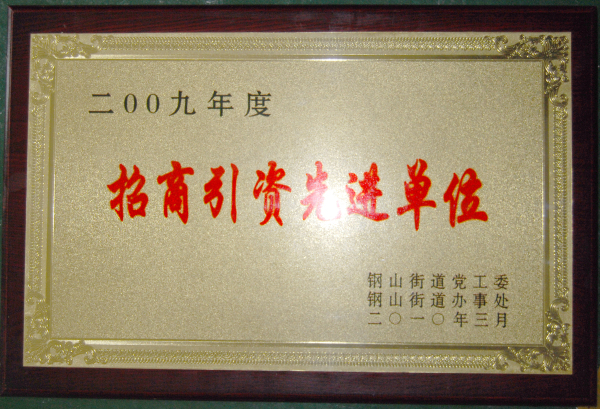 二00九年度
招商引资先进单位
钢山街道党工委
钢山街道办事处
二〇一〇年三月